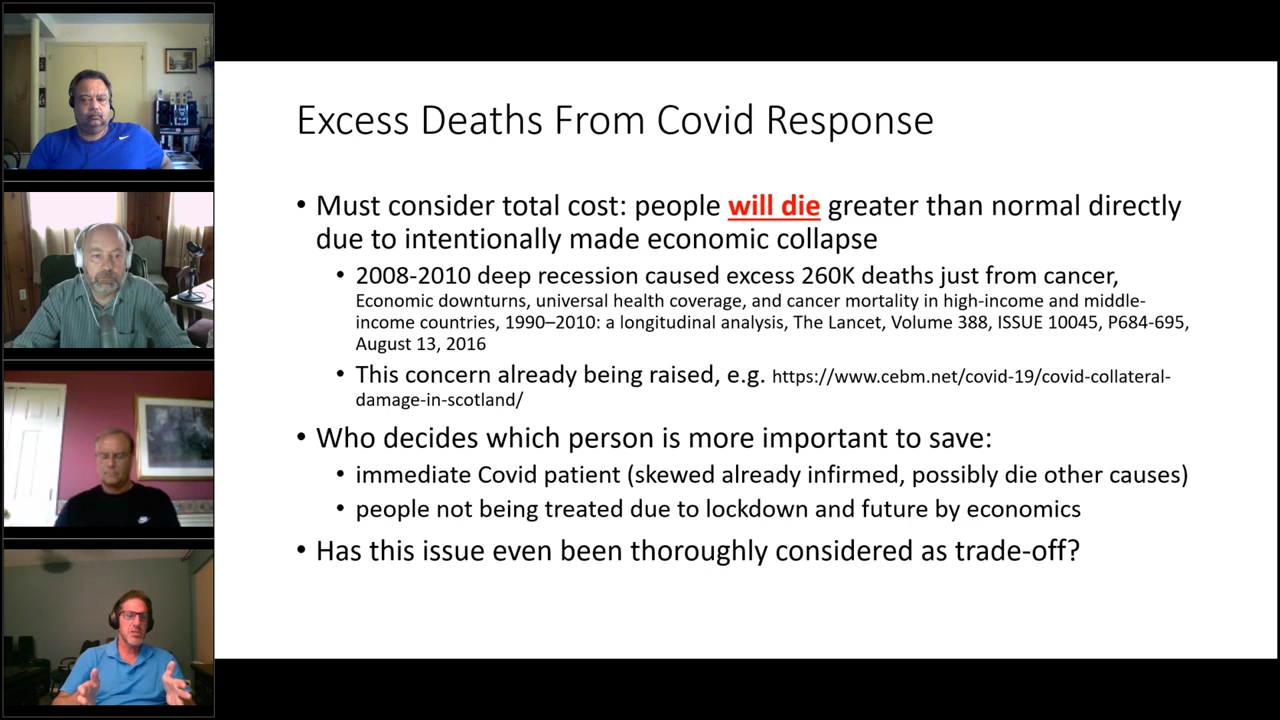 Excess Deaths From Covid Response
• Must consider total cost: people will die greater than normal directly
due to intentionally made economic collapse
• 2008-2010 deep recession caused excess 260K deaths just from cancer,
Economic downturns, universal health coverage, and cancer mortality in high-income and middle-
income countries, 1990–2010: a longitudinal analysis, The Lancet, Volume 388, ISSUE 10045, P684-695,
August 13, 2016
• This concern already being raised, e.g. https://www.cebm.net/covid-19/covid-collateral-
damage-in-scotland/
• Who decides which person is more important to save:
• immediate Covid patient (skewed already infirmed, possibly die other causes)
• people not being treated due to lockdown and future by economics
• Has this issue even been thoroughly considered as trade-off?